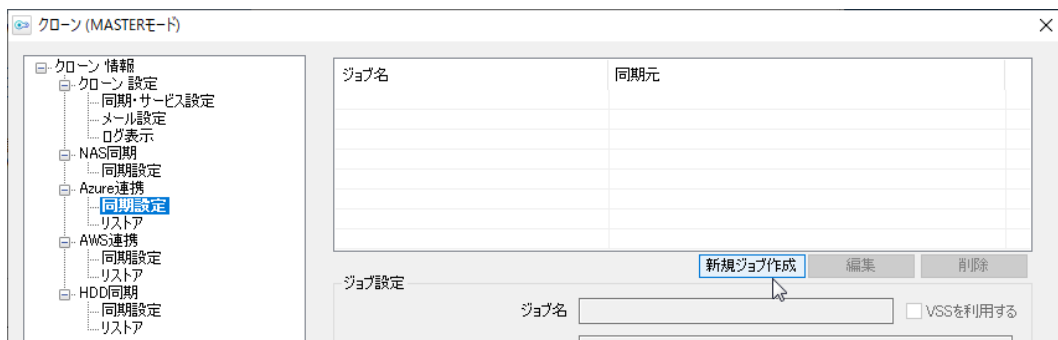 クローン (MASTERモード)
クローン 情報
クローン 設定
同期・サービス設定
メール設定
ログ表示
NAS同期
同期設定
Azure連携
同期設定
リストア
AWS連携
同期設定
リストア
HDD同期
同期設定
リストア
ジョブ名 同期元
新規ジョブ作成 編集 削除
ジョブ設定
ジョブ名 VSSを利用する